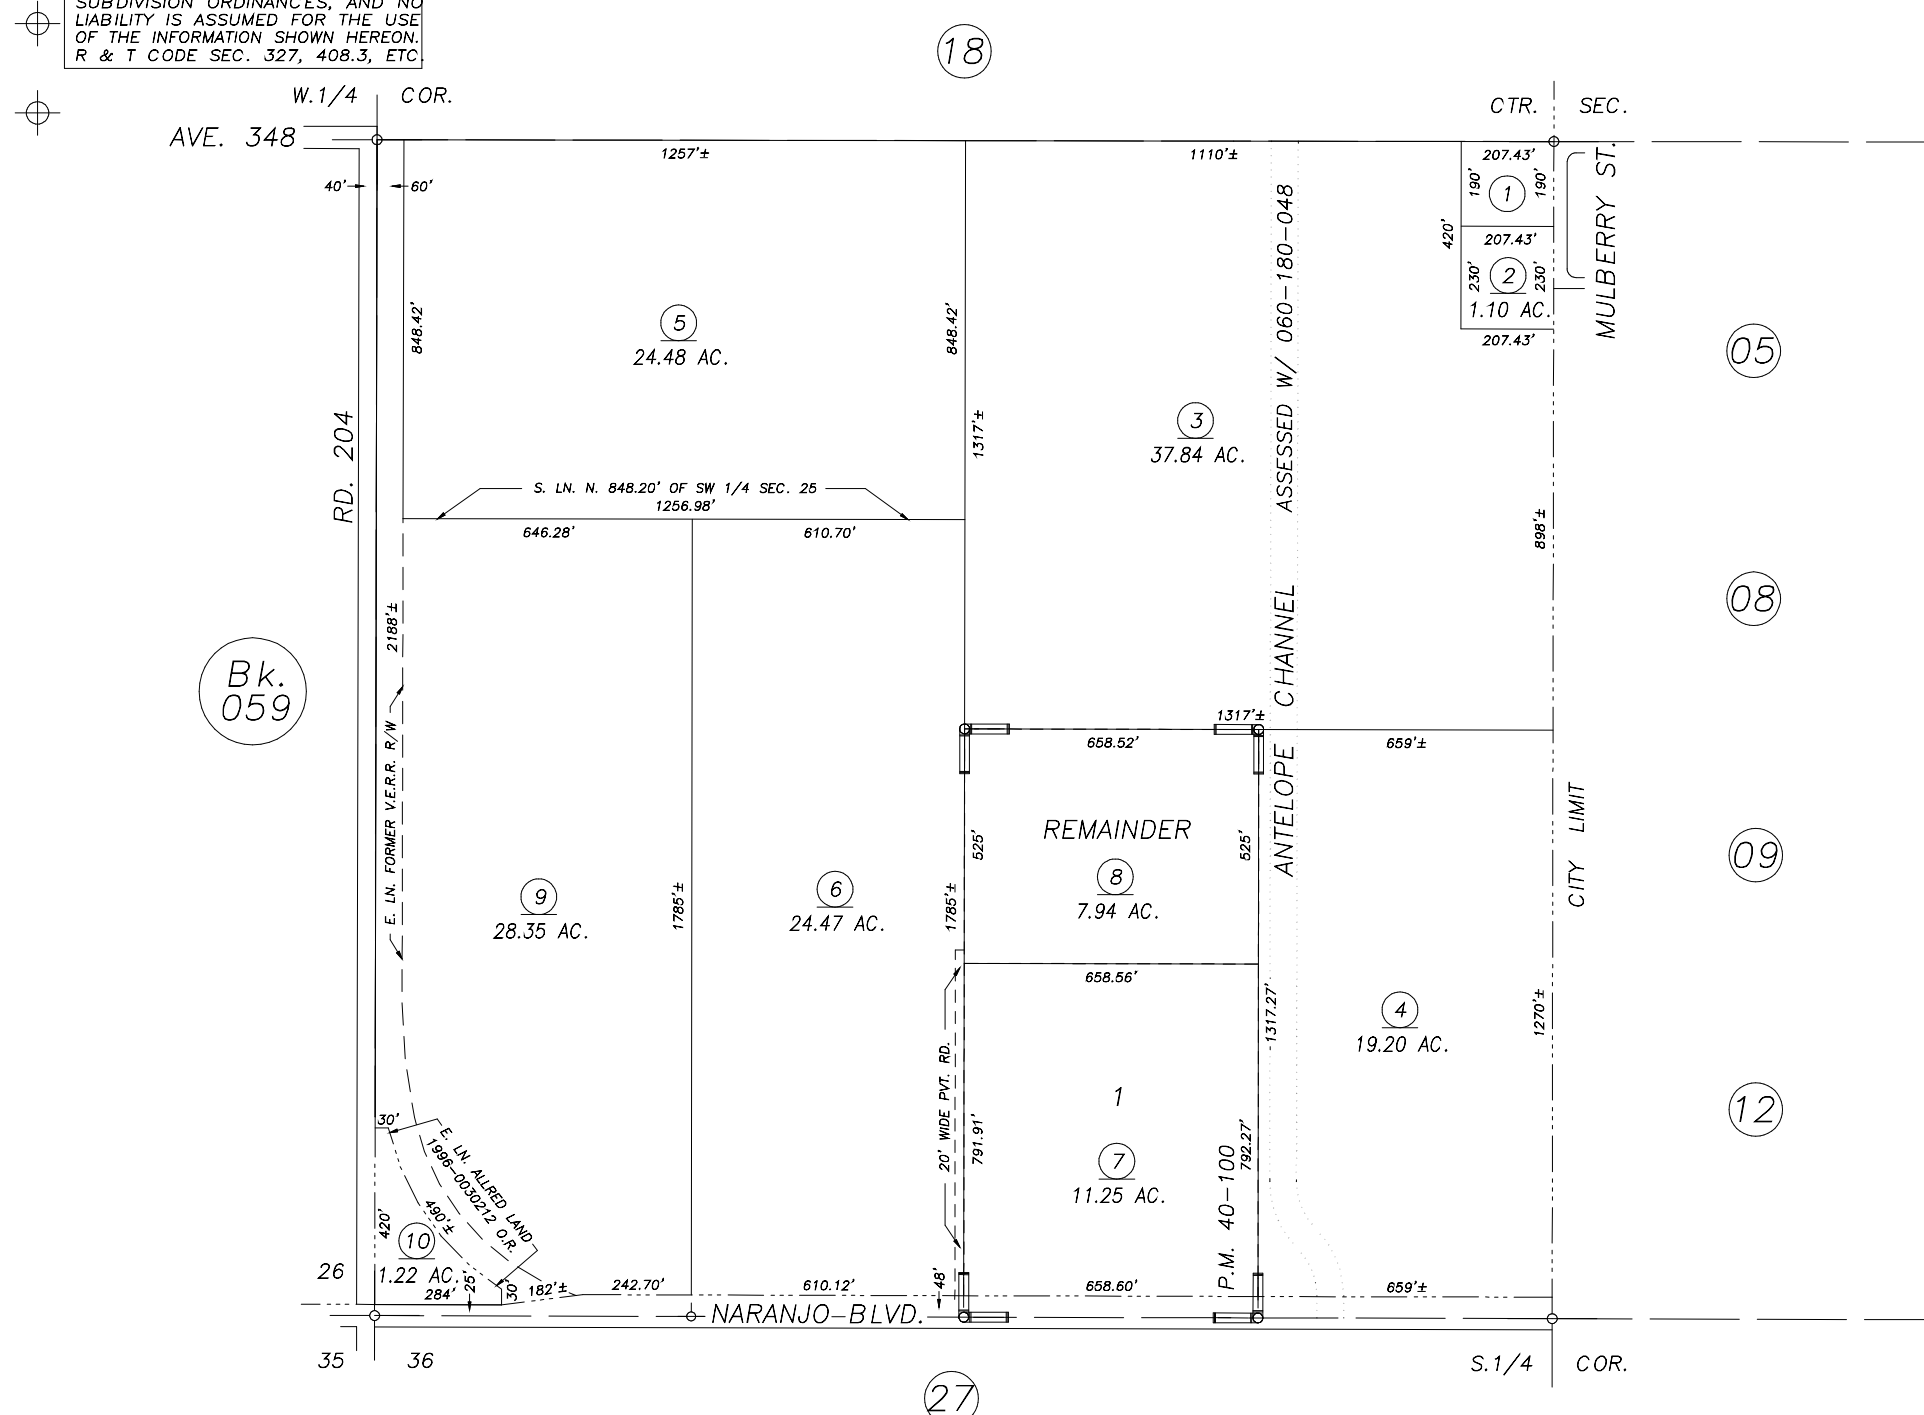 SUBDIVISION ORDINANCES, AND NO
LIABILITY IS ASSUMED FOR THE USE
OF THE INFORMATION SHOWN HEREON.
R & T CODE SEC. 327, 408.3, ETC.
18
W.1/4 COR.
CTR. SEC.
AVE. 348
1257'±
1110'±
207.43'
40'
60'
190'
1
190'
MULBERRY ST.
420'
207.43'
230'
2
230'
1.10 AC.
207.43'
848.42'
5
24.48 AC.
848.42'
ASSESSED W/ 060-180-048
05
RD. 204
1317'±
3
37.84 AC.
S. LN. N. 848.20' OF SW 1/4 SEC. 25
1256.98'
646.28'
610.70'
898'±
2188'±
08
ANTELOPE CHANNEL
Bk.
059
E. LN. FORMER V.E.R.R. R/W
1317'±
658.52'
659'±
REMAINDER
525'
525'
8
7.94 AC.
CITY LIMIT
09
9
28.35 AC.
1785'±
6
24.47 AC.
1785'±
658.56'
1317.27'
4
19.20 AC.
1270'±
20' WIDE PVT. RD.
1
791.91'
792.27'
7
11.25 AC.
P.M. 40-100
12
30'
E. LN. ALLRED LAND
1996-0030212 O.R.
490'±
420'
10
1.22 AC.
26
284'
25'
30'
182'±
242.70'
610.12'
48'
658.60'
659'±
NARANJO BLVD.
35
36
S.1/4 COR.
27